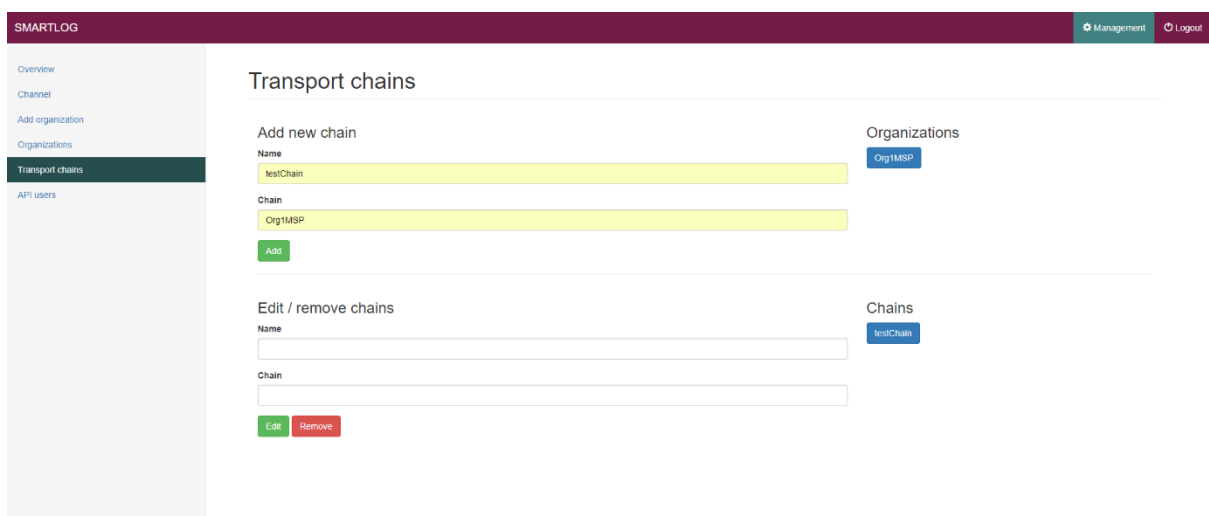 SMARTLOG
Management
Logout
Overview
Channel
Add organization
Organizations
Transport chains
API users
Transport chains
Add new chain
Name
testChain
Chain
Org1MSP
Add
Organizations
Org1MSP
Edit / remove chains
Name
Chain
Edit
Remove
Chains
testChain